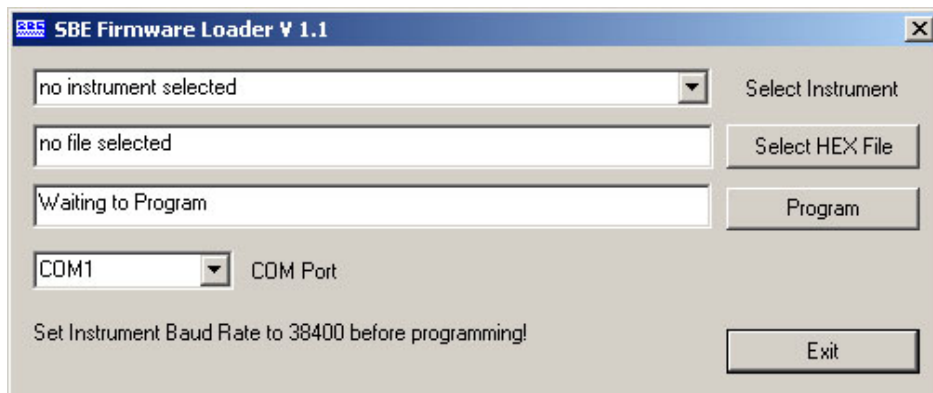 SBE SBE Firmware Loader V 1.1
no instrument selected Select Instrument
no file selected Select HEX File
Waiting to Program Program
COM1 COM Port
Set Instrument Baud Rate to 38400 before programming!
Exit